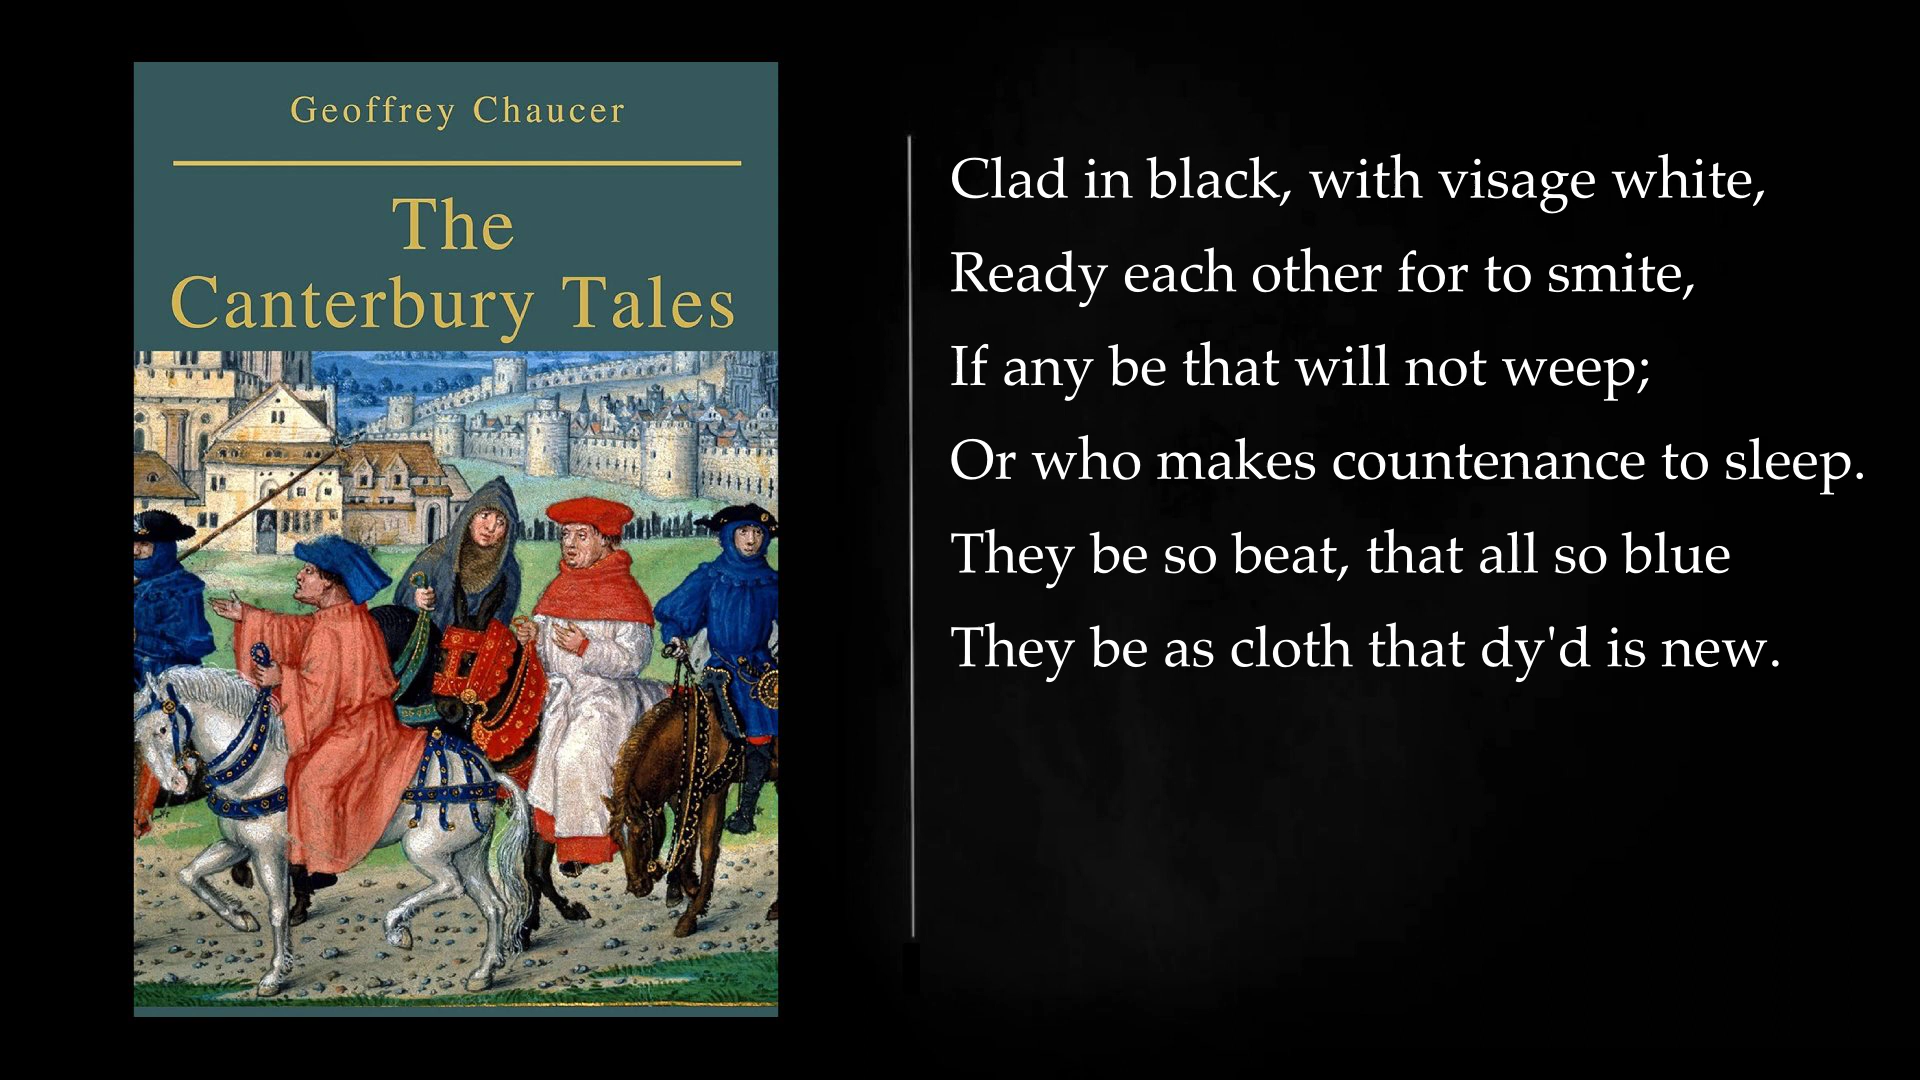 Geoffrey Chaucer
The
Canterbury Tales
Clad in black, with visage white,
Ready each other for to smite,
If any be that will not weep;
Or who makes countenance to sleep.
They be so beat, that all so blue
They be as cloth that dy'd is new.